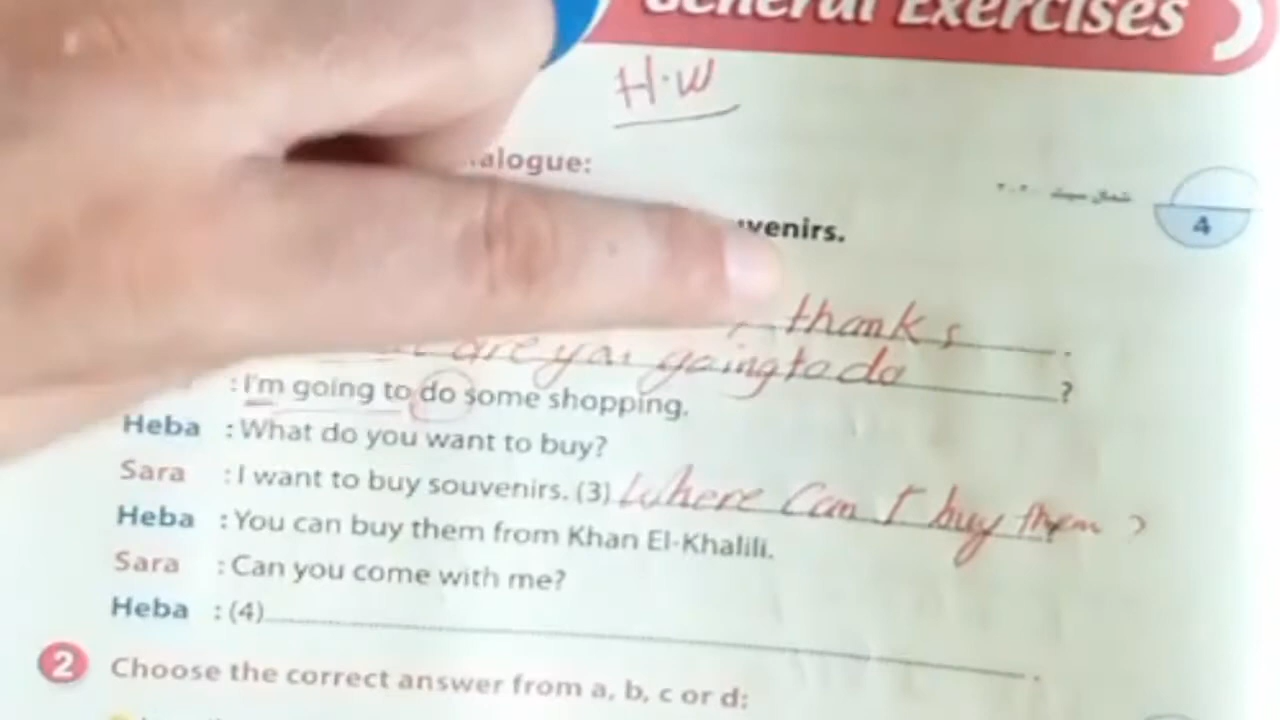 General Exercises
H.W
alogue:
شمال سيناء ٢٠٢٠
4
venirs.
thanks .
are you going to do ?
: I'm going to do some shopping.
Heba : What do you want to buy?
Sara : I want to buy souvenirs. (3) Where Can I buy them ?
Heba : You can buy them from Khan El-Khalili.
Sara : Can you come with me?
Heba : (4) .
2 Choose the correct answer from a, b, c or d: